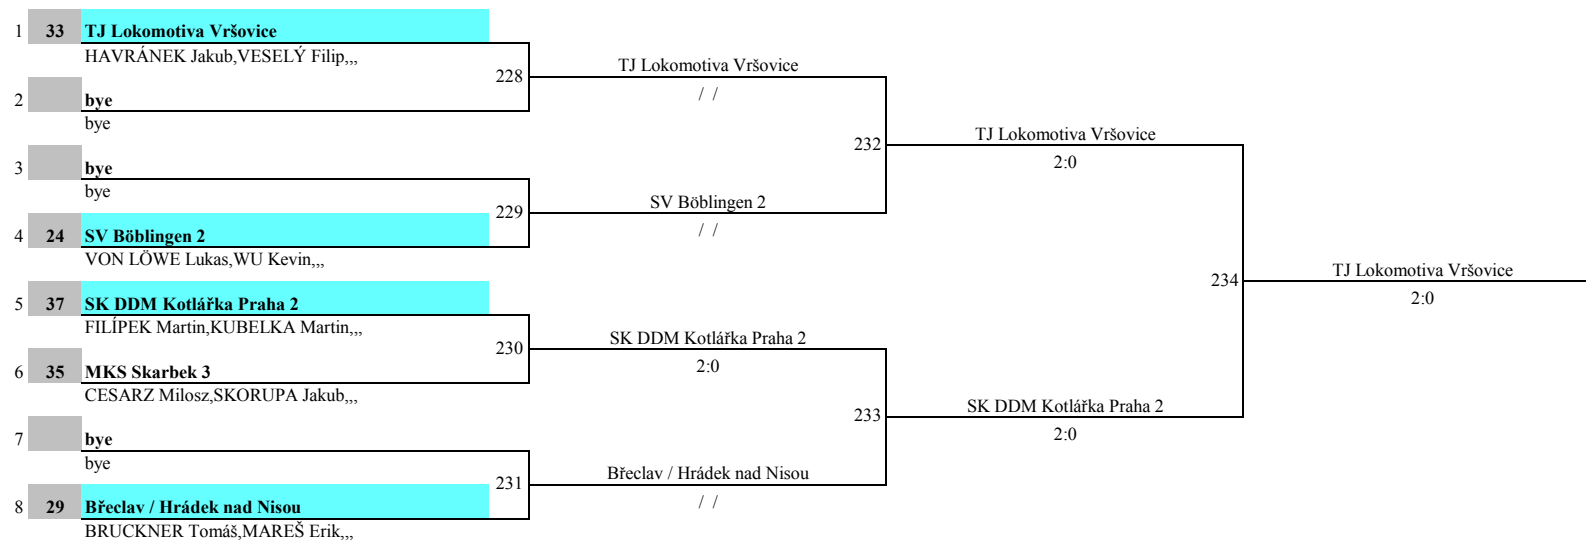 1 33 TJ Lokomotiva Vršovice
HAVRÁNEK Jakub,VESELÝ Filip,,,
228
TJ Lokomotiva Vršovice
/ /
2 bye
bye
232
TJ Lokomotiva Vršovice
2:0
3 bye
bye
229
SV Böblingen 2
/ /
4 24 SV Böblingen 2
VON LÖWE Lukas,WU Kevin,,,
234
TJ Lokomotiva Vršovice
2:0
5 37 SK DDM Kotlářka Praha 2
FILÍPEK Martin,KUBELKA Martin,,,
230
SK DDM Kotlářka Praha 2
2:0
6 35 MKS Skarbek 3
CESARZ Milosz,SKORUPA Jakub,,,
233
SK DDM Kotlářka Praha 2
2:0
7 bye
bye
231
Břeclav / Hrádek nad Nisou
/ /
8 29 Břeclav / Hrádek nad Nisou
BRUCKNER Tomáš,MAREŠ Erik,,,